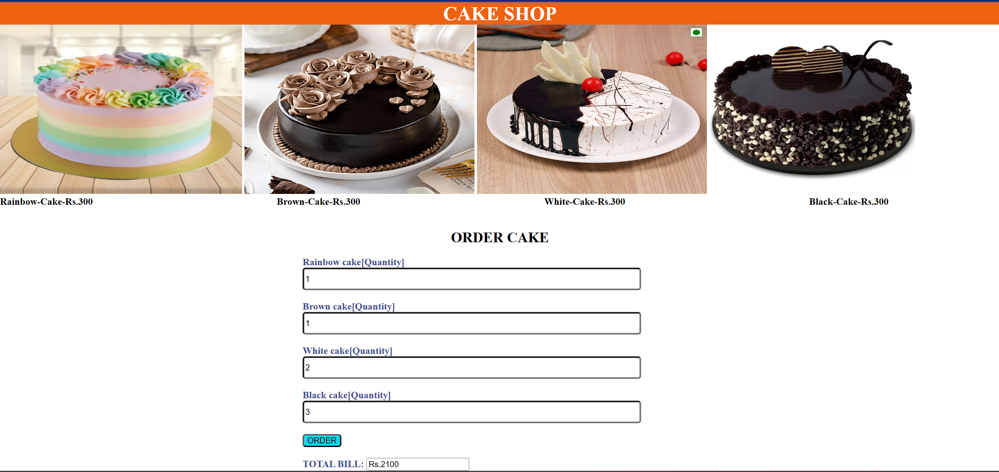 CAKE SHOP
Rainbow-Cake-Rs.300 Brown-Cake-Rs.300 White-Cake-Rs.300 Black-Cake-Rs.300
ORDER CAKE
Rainbow cake[Quantity]
1
Brown cake[Quantity]
1
White cake[Quantity]
2
Black cake[Quantity]
3
ORDER
TOTAL BILL: Rs.2100